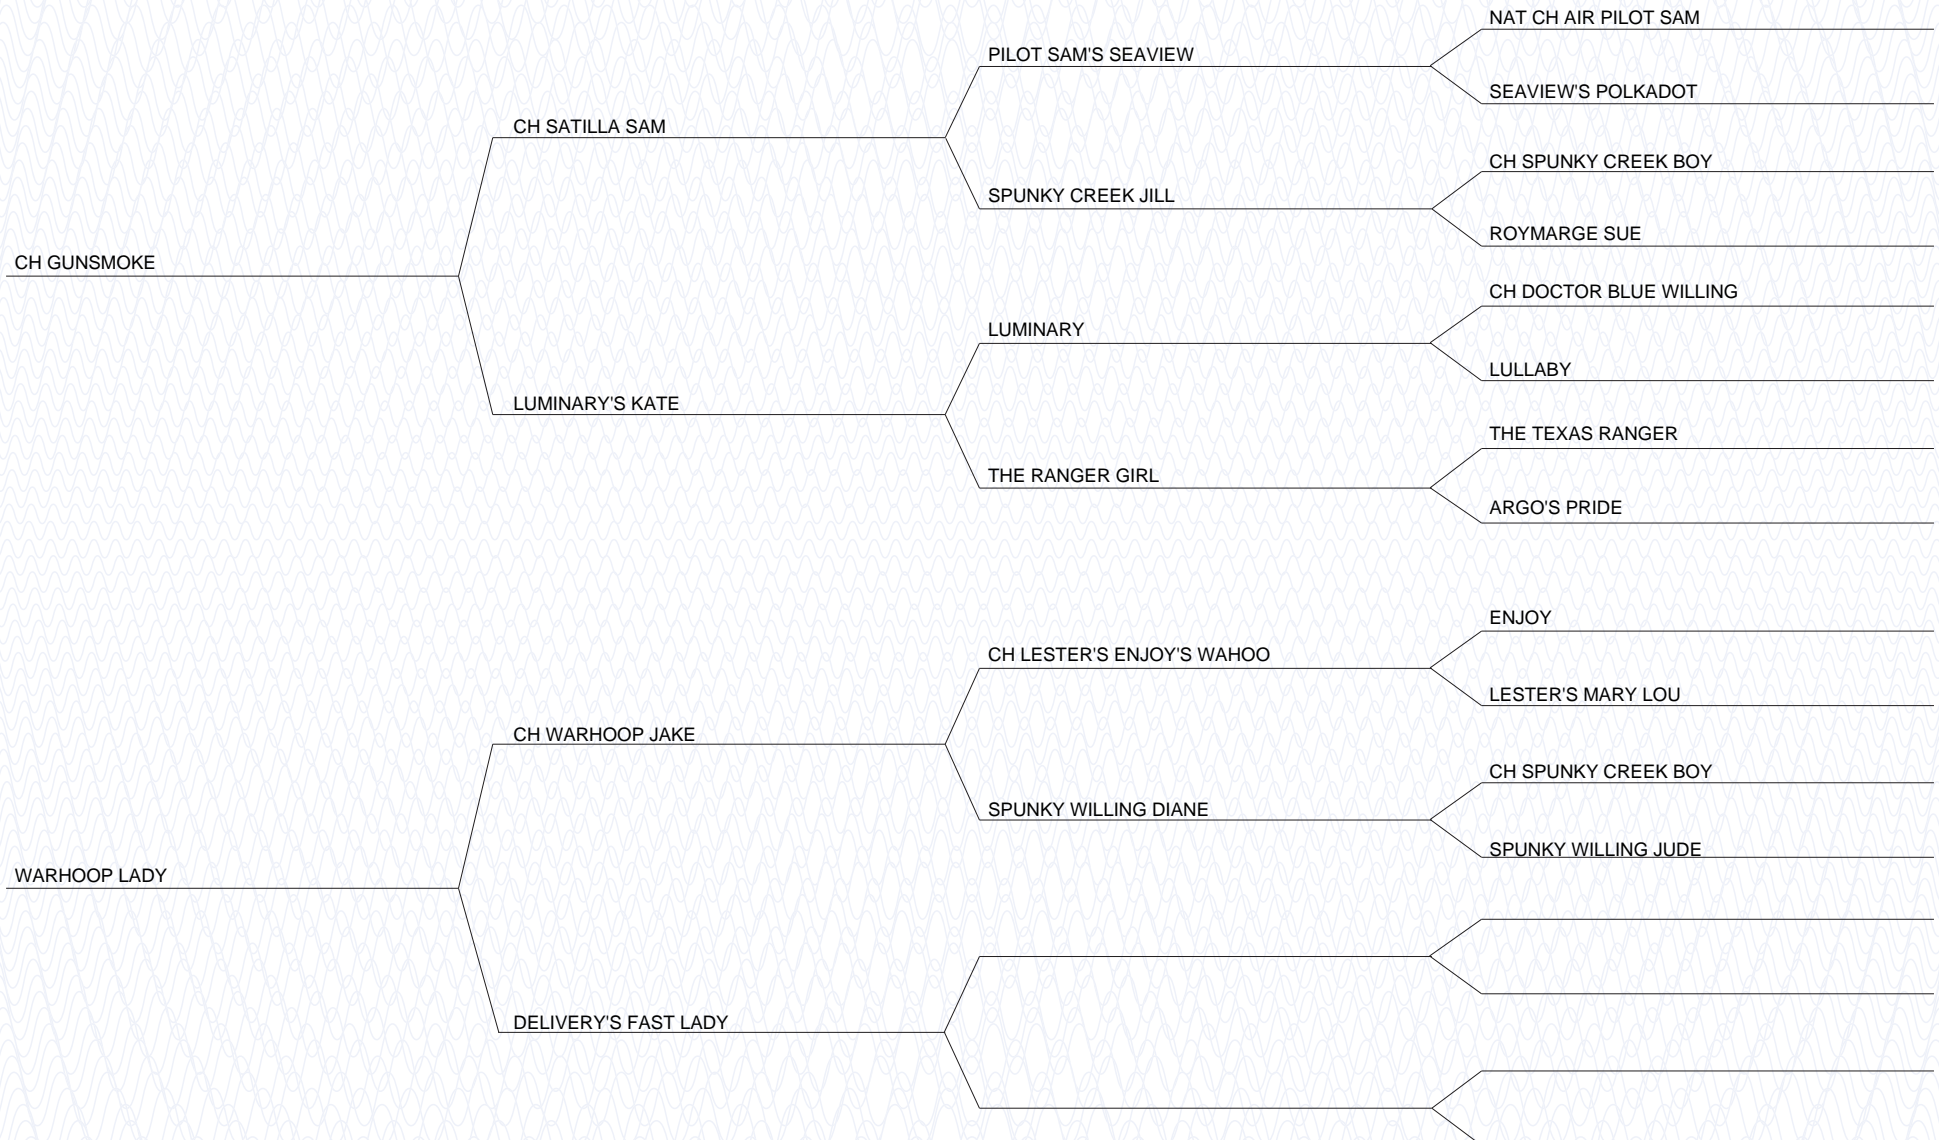 NAT CH AIR PILOT SAM
PILOT SAM'S SEAVIEW
SEAVIEW'S POLKADOT
CH SATILLA SAM
CH SPUNKY CREEK BOY
SPUNKY CREEK JILL
ROYMARGE SUE
CH GUNSMOKE
CH DOCTOR BLUE WILLING
LUMINARY
LULLABY
LUMINARY'S KATE
THE TEXAS RANGER
THE RANGER GIRL
ARGO'S PRIDE
ENJOY
CH LESTER'S ENJOY'S WAHOO
LESTER'S MARY LOU
CH WARHOOP JAKE
CH SPUNKY CREEK BOY
SPUNKY WILLING DIANE
SPUNKY WILLING JUDE
WARHOOP LADY
DELIVERY'S FAST LADY